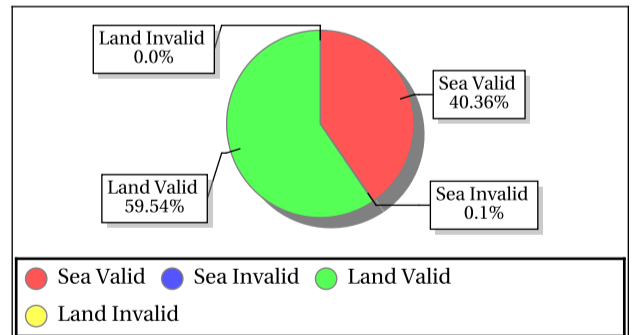 Land Invalid
0.0%
Sea Valid
40.36%
Land Valid
59.54%
Sea Invalid
0.1%
Sea Valid Sea Invalid Land Valid
Land Invalid